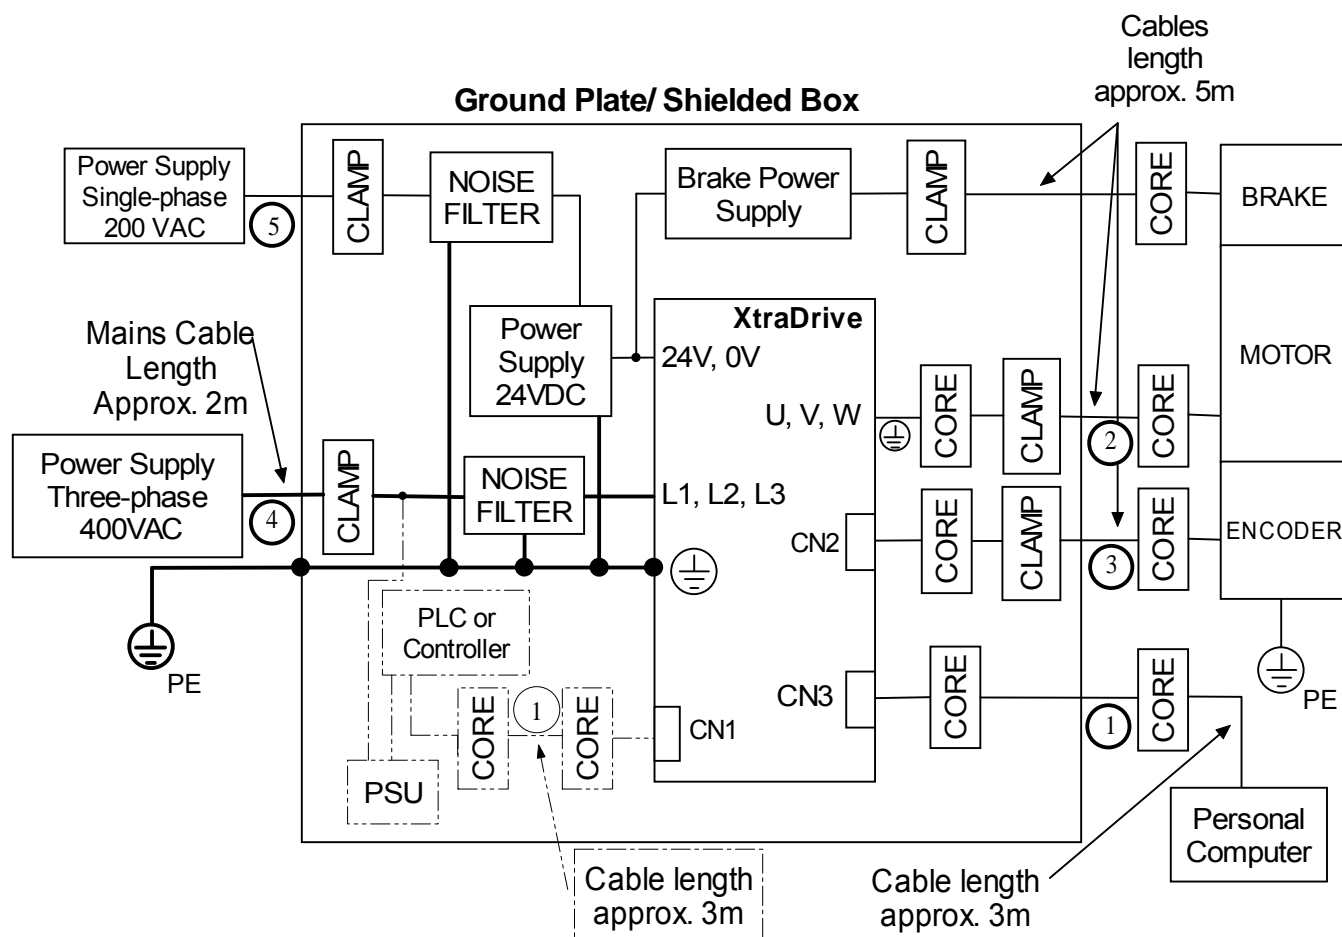 Cables
length
approx. 5m
Ground Plate/ Shielded Box
Power Supply
Single-phase
200 VAC
5
CLAMP
NOISE
FILTER
Brake Power
Supply
CLAMP
CORE
BRAKE
Mains Cable
Length
Approx. 2m
Power
Supply
24VDC
XtraDrive
24V, 0V
MOTOR
U, V, W
CORE
CLAMP
2
CORE
Power Supply
Three-phase
400VAC
4
CLAMP
NOISE
FILTER
L1, L2, L3
CN2
CORE
CLAMP
3
CORE
ENCODER
PE
PLC or
Controller
CORE
1
CORE
CN1
PSU
CN3
CORE
1
CORE
PE
Personal
Computer
Cable length
approx. 3m
Cable length
approx. 3m